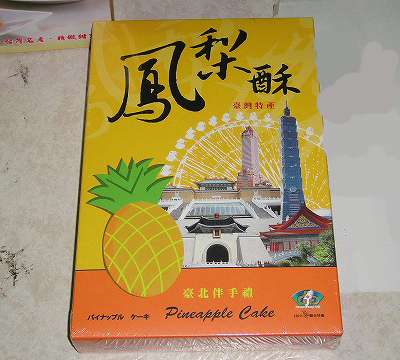 鳳梨酥
臺灣特產
臺北伴手禮
パイナップル ケーキ
Pineapple Cake